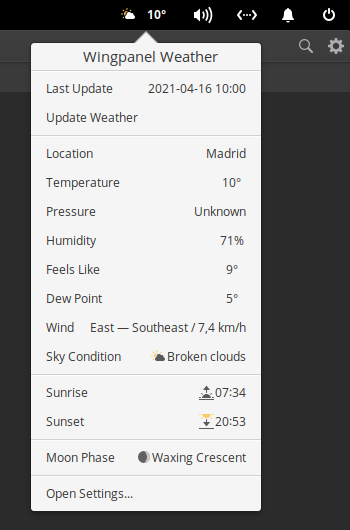 10°
Wingpanel Weather
Last Update 2021-04-16 10:00
Update Weather
Location Madrid
Temperature 10°
Pressure Unknown
Humidity 71%
Feels Like 9°
Dew Point 5°
Wind East — Southeast / 7,4 km/h
Sky Condition Broken clouds
Sunrise 07:34
Sunset 20:53
Moon Phase Waxing Crescent
Open Settings...